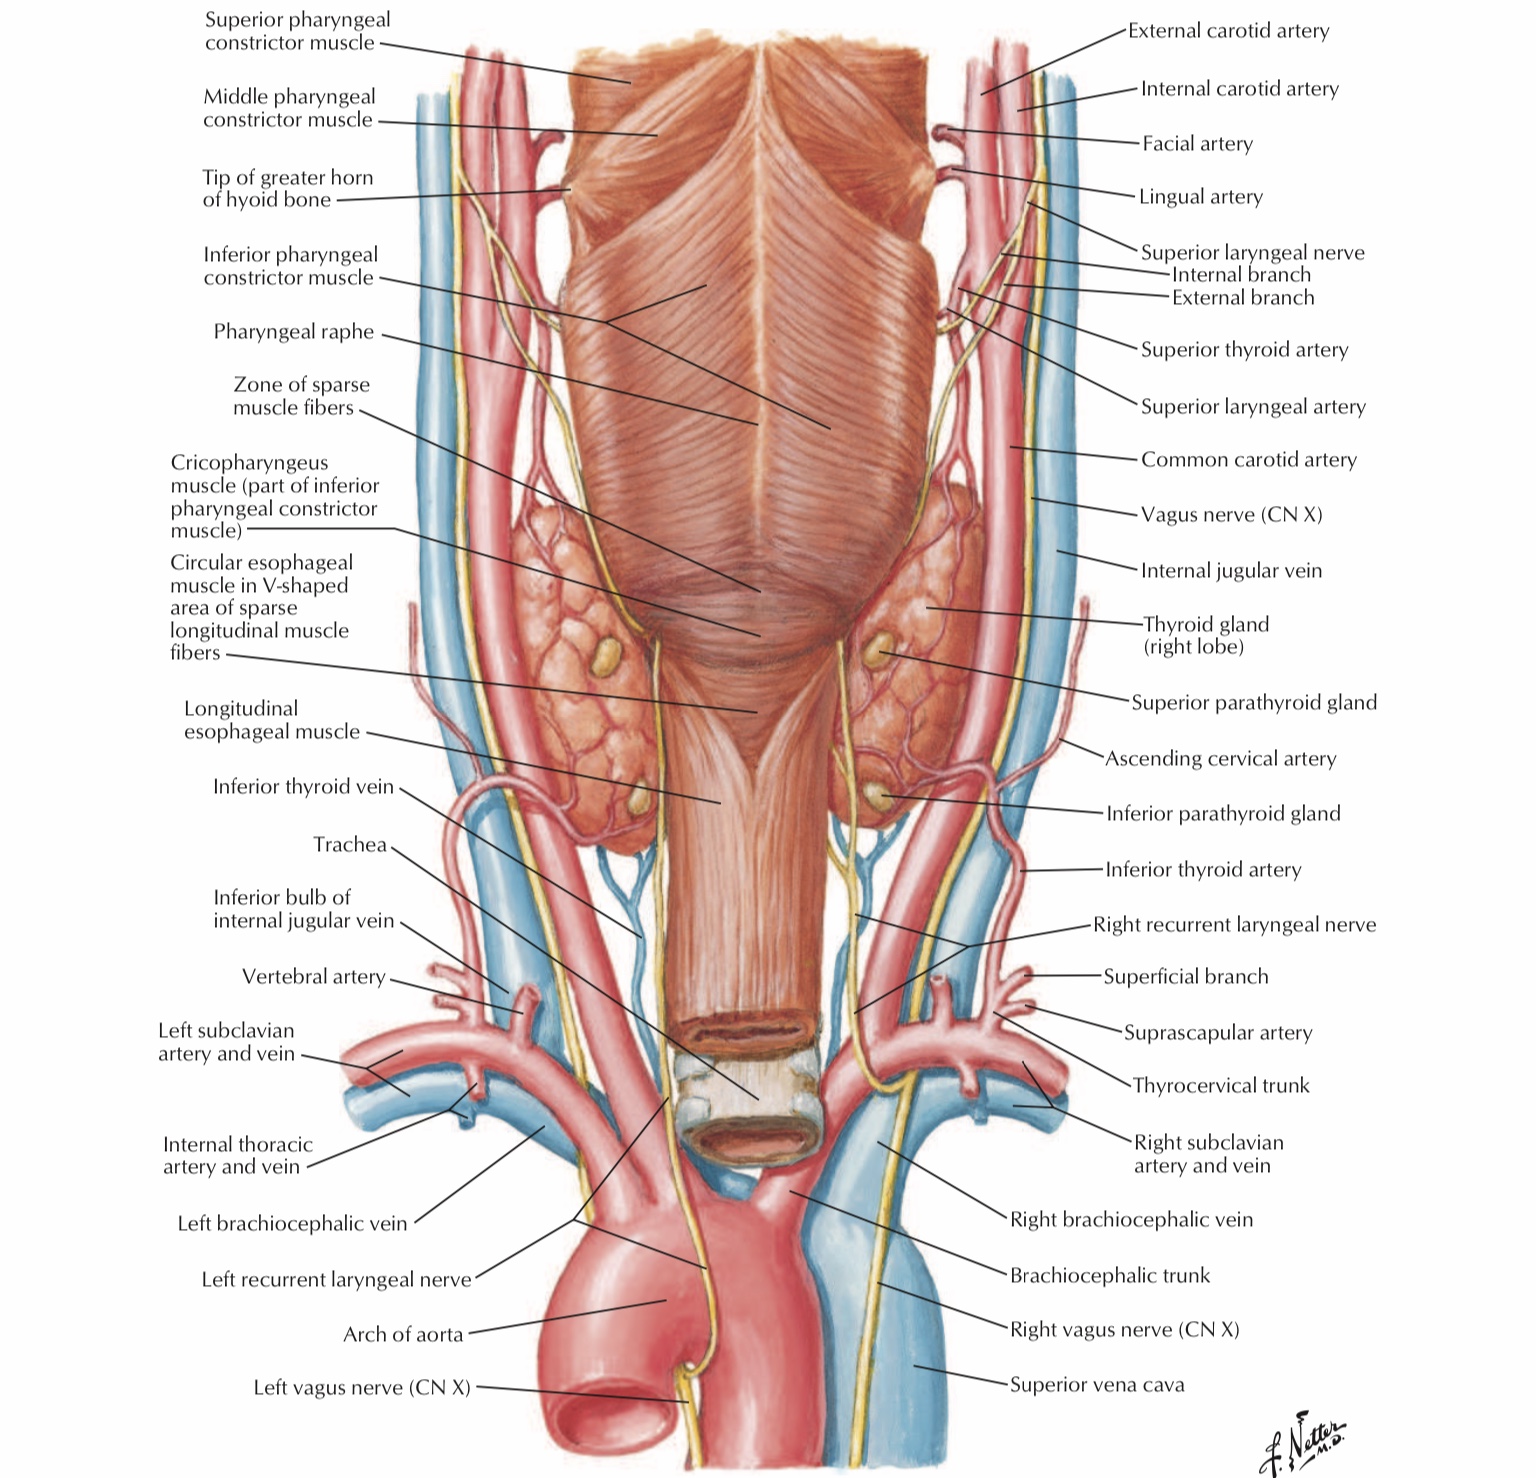 Superior pharyngeal
constrictor muscle
Middle pharyngeal
constrictor muscle
Tip of greater horn
of hyoid bone
Inferior pharyngeal
constrictor muscle
Pharyngeal raphe
Zone of sparse
muscle fibers
Cricopharyngeus
muscle (part of inferior
pharyngeal constrictor
muscle)
Circular esophageal
muscle in V-shaped
area of sparse
longitudinal muscle
fibers
Longitudinal
esophageal muscle
Inferior thyroid vein
Trachea
Inferior bulb of
internal jugular vein
Vertebral artery
Left subclavian
artery and vein
Internal thoracic
artery and vein
Left brachiocephalic vein
Left recurrent laryngeal nerve
Arch of aorta
Left vagus nerve (CN X)
External carotid artery
Internal carotid artery
Facial artery
Lingual artery
Superior laryngeal nerve
Internal branch
External branch
Superior thyroid artery
Superior laryngeal artery
Common carotid artery
Vagus nerve (CN X)
Internal jugular vein
Thyroid gland
(right lobe)
Superior parathyroid gland
Ascending cervical artery
Inferior parathyroid gland
Inferior thyroid artery
Right recurrent laryngeal nerve
Superficial branch
Suprascapular artery
Thyrocervical trunk
Right subclavian
artery and vein
Right brachiocephalic vein
Brachiocephalic trunk
Right vagus nerve (CN X)
Superior vena cava
F. Netter
M.D.